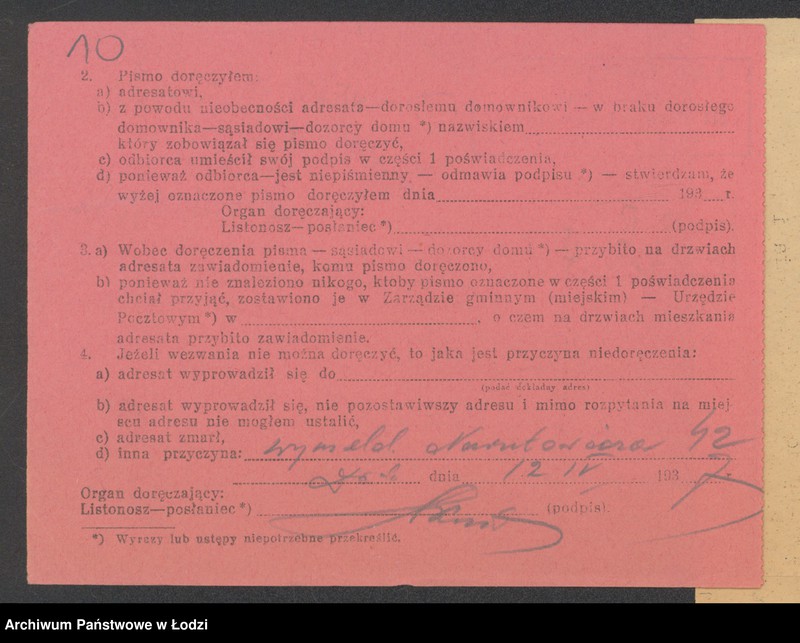 10
2. Pismo doręczyłem:
a) adresatowi,
b) z powodu nieobecności adresata—dorosłemu domownikowi — w braku dorosłego
domownika—sąsiadowi—dozorcy domu *) nazwiskiem
który zobowiązał się pismo doręczyć,
c) odbiorca umieścił swój podpis w części 1 poświadczenia,
d) ponieważ odbiorca—jest niepiśmienny — odmawia podpisu *) — stwierdzam, że
wyżej oznaczone pismo doręczyłem dnia 193 r.
Organ doręczający:
Listonosz—posłaniec *) (podpis).
3. a) Wobec doręczenia pisma — sąsiadowi — dozorcy domu *) — przybito na drzwiach
adresata zawiadomienie, komu pismo doręczono,
b) ponieważ nie znaleziono nikogo, ktoby pismo oznaczone w części 1 poświadczenia
chciał przyjąć, zostawiono je w Zarządzie gminnym (miejskim) — Urzędzie
Pocztowym *) w , o czem na drzwiach mieszkania
adresata przybito zawiadomienie.
4. Jeżeli wezwania nie można doręczyć, to jaka jest przyczyna niedoręczenia:
a) adresat wyprowadził się do
(podać dokładny adres)
b) adresat wyprowadził się, nie pozostawiwszy adresu i mimo rozpytania na miej
scu adresu nie mogłem ustalić,
c) adresat zmarł,
d) inna przyczyna: wymeld. Narutowicza 42
dnia 12 IV 1937 r.
Organ doręczający:
Listonosz—posłaniec *) (podpis).
*) Wyrczy lub ustępy niepotrzebne przekreślić.
Archiwum Państwowe w Łodzi